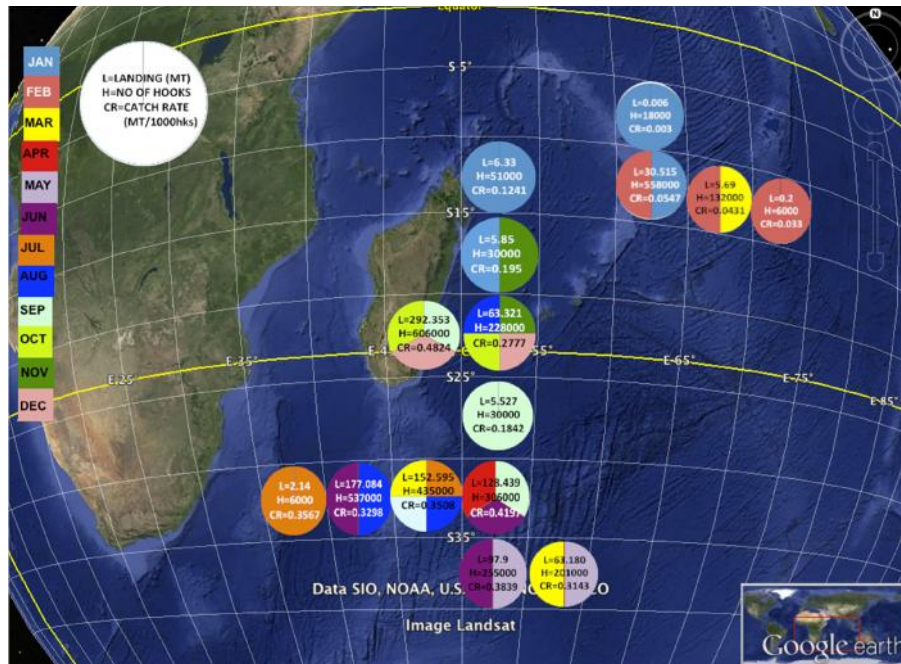 Equator
N
JAN
FEB
MAR
APR
MAY
JUN
JUL
AUG
SEP
OCT
NOV
DEC
L=LANDING (MT)
H=NO OF HOOKS
CR=CATCH RATE
(MT/1000hks)
S-5°
L=0.006
H=18000
CR=0.003
L=6.33
H=51000
CR=0.1241
L=30.515
H=558000
CR=0.0547
L=5.69
H=132000
CR=0.0431
L=0.2
H=6000
CR=0.033
S15°
L=5.85
H=30000
CR=0.195
L=292.353
H=606000
CR=0.4824
L=63.321
H=228000
CR=0.2777
E-25
E-35°
E-4
55°
E-65°
E-75°
E-85°
S25°
L=5.527
H=30000
CR=0.1842
L=2.14
H=6000
CR=0.3567
L=177.084
H=537000
CR=0.3298
L=152.595
H=435000
CR=0.3508
L=128.439
H=306000
CR=0.4197
S35°
L=97.9
H=255000
CR=0.3839
L=63.180
H=201000
CR=0.3143
Data SIO, NOAA, U.S.
Image Landsat
Google earth